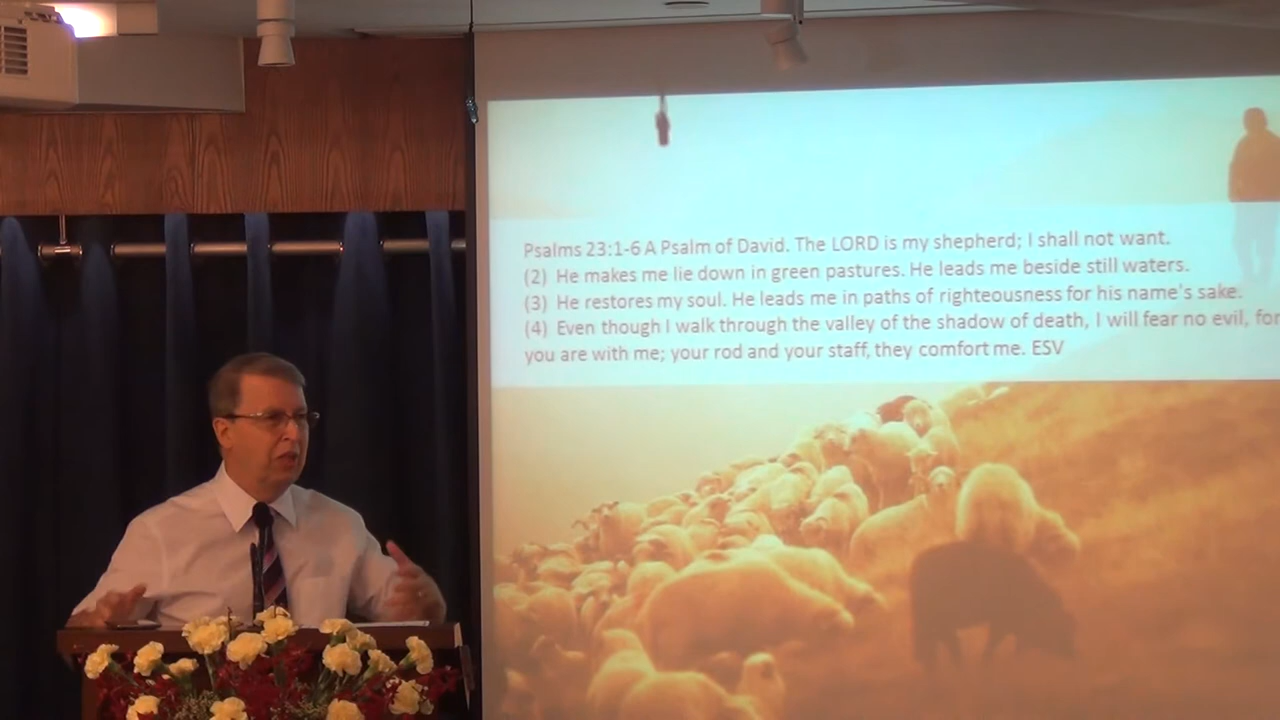 Psalms 23:1-6 A Psalm of David. The LORD is my shepherd; I shall not want.
(2) He makes me lie down in green pastures. He leads me beside still waters.
(3) He restores my soul. He leads me in paths of righteousness for his name's sake.
(4) Even though I walk through the valley of the shadow of death, I will fear no evil, for
you are with me; your rod and your staff, they comfort me. ESV